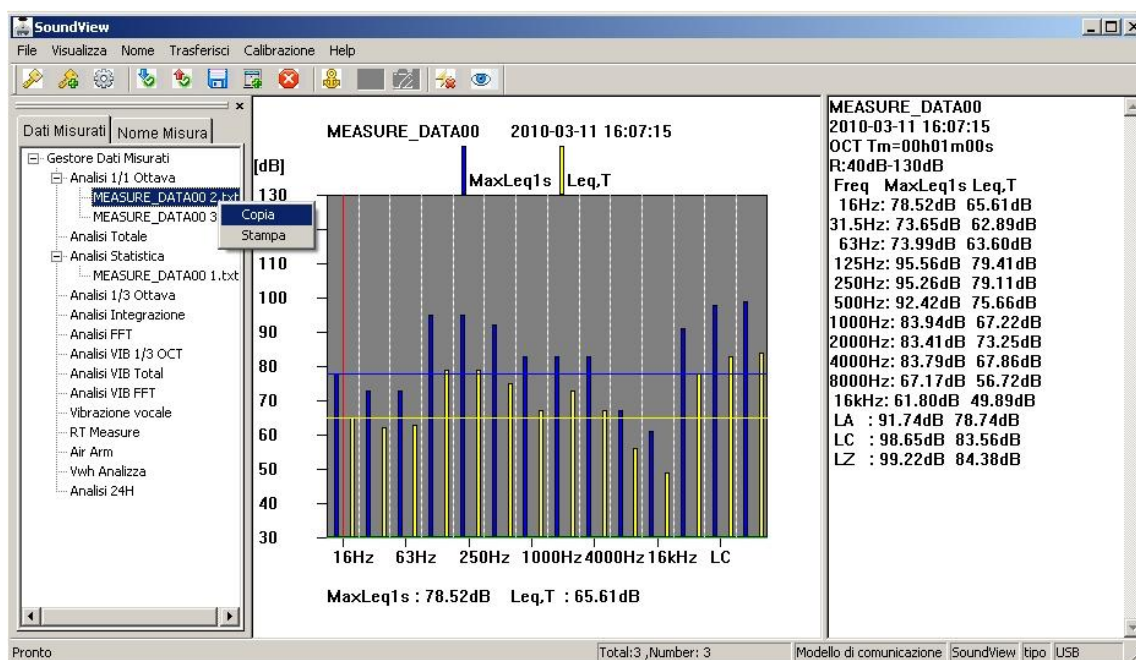 SoundView
File Visualizza Nome Trasferisci Calibrazione Help
Dati Misurati Nome Misura
Gestore Dati Misurati
Analisi 1/1 Ottava
MEASURE_DATA00 2.txt
MEASURE_DATA00 3
Copia
Stampa
Analisi Totale
Analisi Statistica
MEASURE_DATA00 1.txt
Analisi 1/3 Ottava
Analisi Integrazione
Analisi FFT
Analisi VIB 1/3 OCT
Analisi VIB Total
Analisi VIB FFT
Vibrazione vocale
RT Measure
Air Arm
Vwh Analizza
Analisi 24H
MEASURE_DATA00 2010-03-11 16:07:15
[dB]
MaxLeq1s Leq,T
130
110
100
90
80
70
60
50
40
30
16Hz 63Hz 250Hz 1000Hz 4000Hz 16kHz LC
MaxLeq1s : 78.52dB Leq,T : 65.61dB
MEASURE_DATA00
2010-03-11 16:07:15
OCT Tm=00h01m00s
R:40dB-130dB
Freq MaxLeq1s Leq,T
16Hz: 78.52dB 65.61dB
31.5Hz: 73.65dB 62.89dB
63Hz: 73.99dB 63.60dB
125Hz: 95.56dB 79.41dB
250Hz: 95.26dB 79.11dB
500Hz: 92.42dB 75.66dB
1000Hz: 83.94dB 67.22dB
2000Hz: 83.41dB 73.25dB
4000Hz: 83.79dB 67.86dB
8000Hz: 67.17dB 56.72dB
16kHz: 61.80dB 49.89dB
LA : 91.74dB 78.74dB
LC : 98.65dB 83.56dB
LZ : 99.22dB 84.38dB
Pronto
Total:3 ,Number: 3
Modello di comunicazione SoundView tipo USB